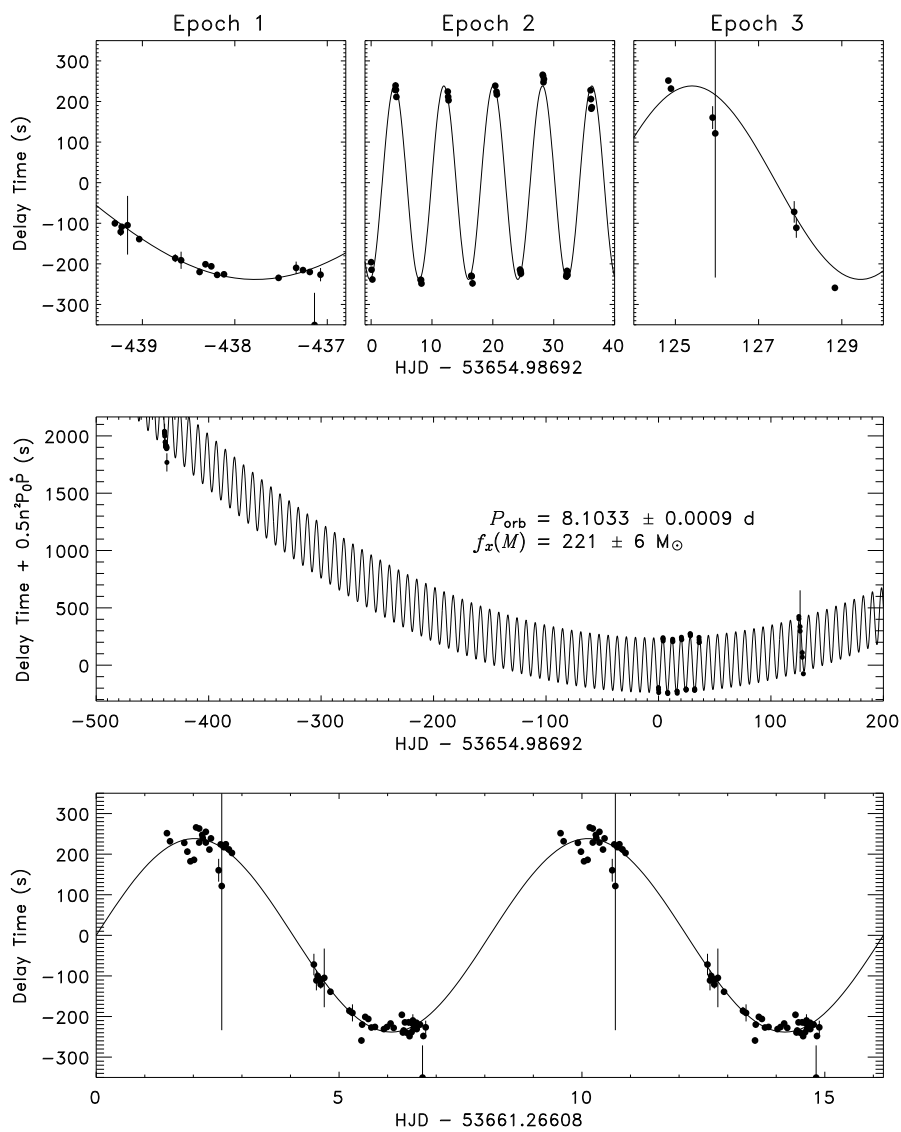 Epoch 1 Epoch 2 Epoch 3
Delay Time (s)
300
200
100
0
−100
−200
−300
−439 −438 −437
0 10 20 30 40
125 127 129
HJD − 53654.98692
Delay Time + 0.5n²P₀Ṗ (s)
2000
1500
1000
500
0
P_orb = 8.1033 ± 0.0009 d
f_x(M) = 221 ± 6 M☉
−500 −400 −300 −200 −100 0 100 200
HJD − 53654.98692
Delay Time (s)
300
200
100
0
−100
−200
−300
0 5 10 15
HJD − 53661.26608